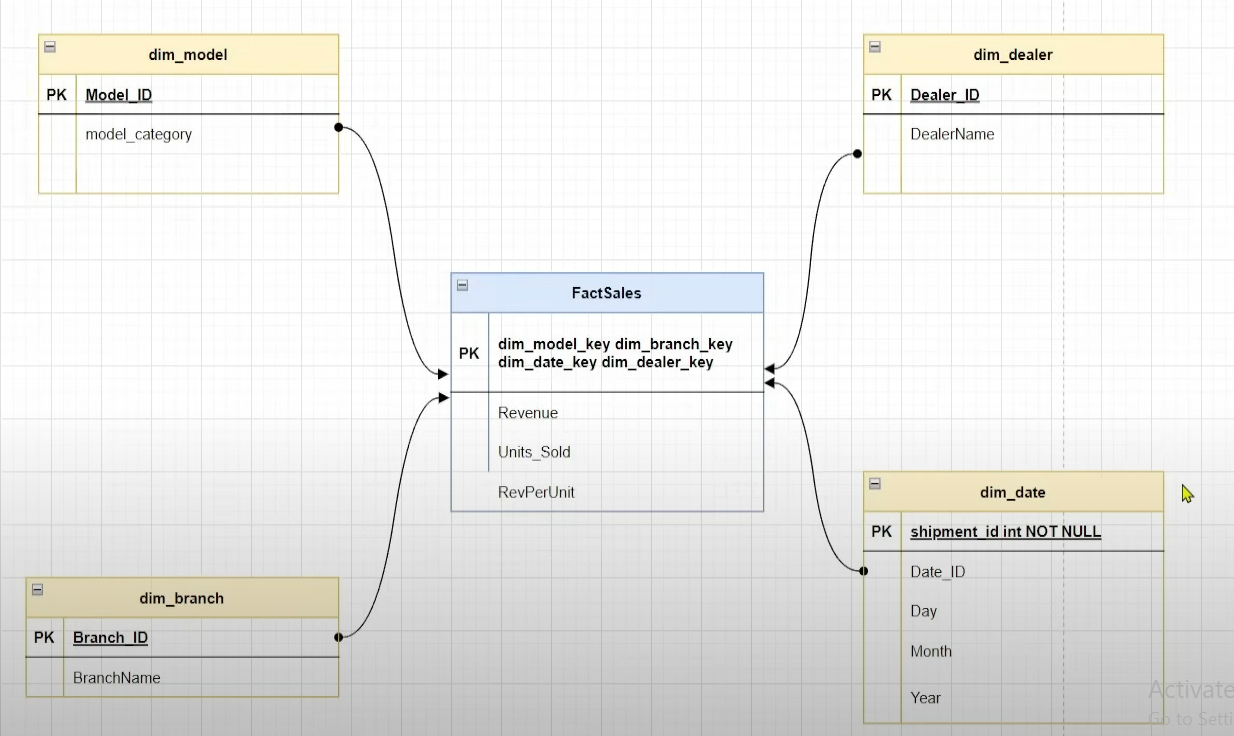 dim_model
PK Model_ID
model_category
dim_dealer
PK Dealer_ID
DealerName
FactSales
PK
dim_model_key dim_branch_key
dim_date_key dim_dealer_key
Revenue
Units_Sold
RevPerUnit
dim_branch
PK Branch_ID
BranchName
dim_date
PK shipment_id int NOT NULL
Date_ID
Day
Month
Year
Activate
Go to Setti